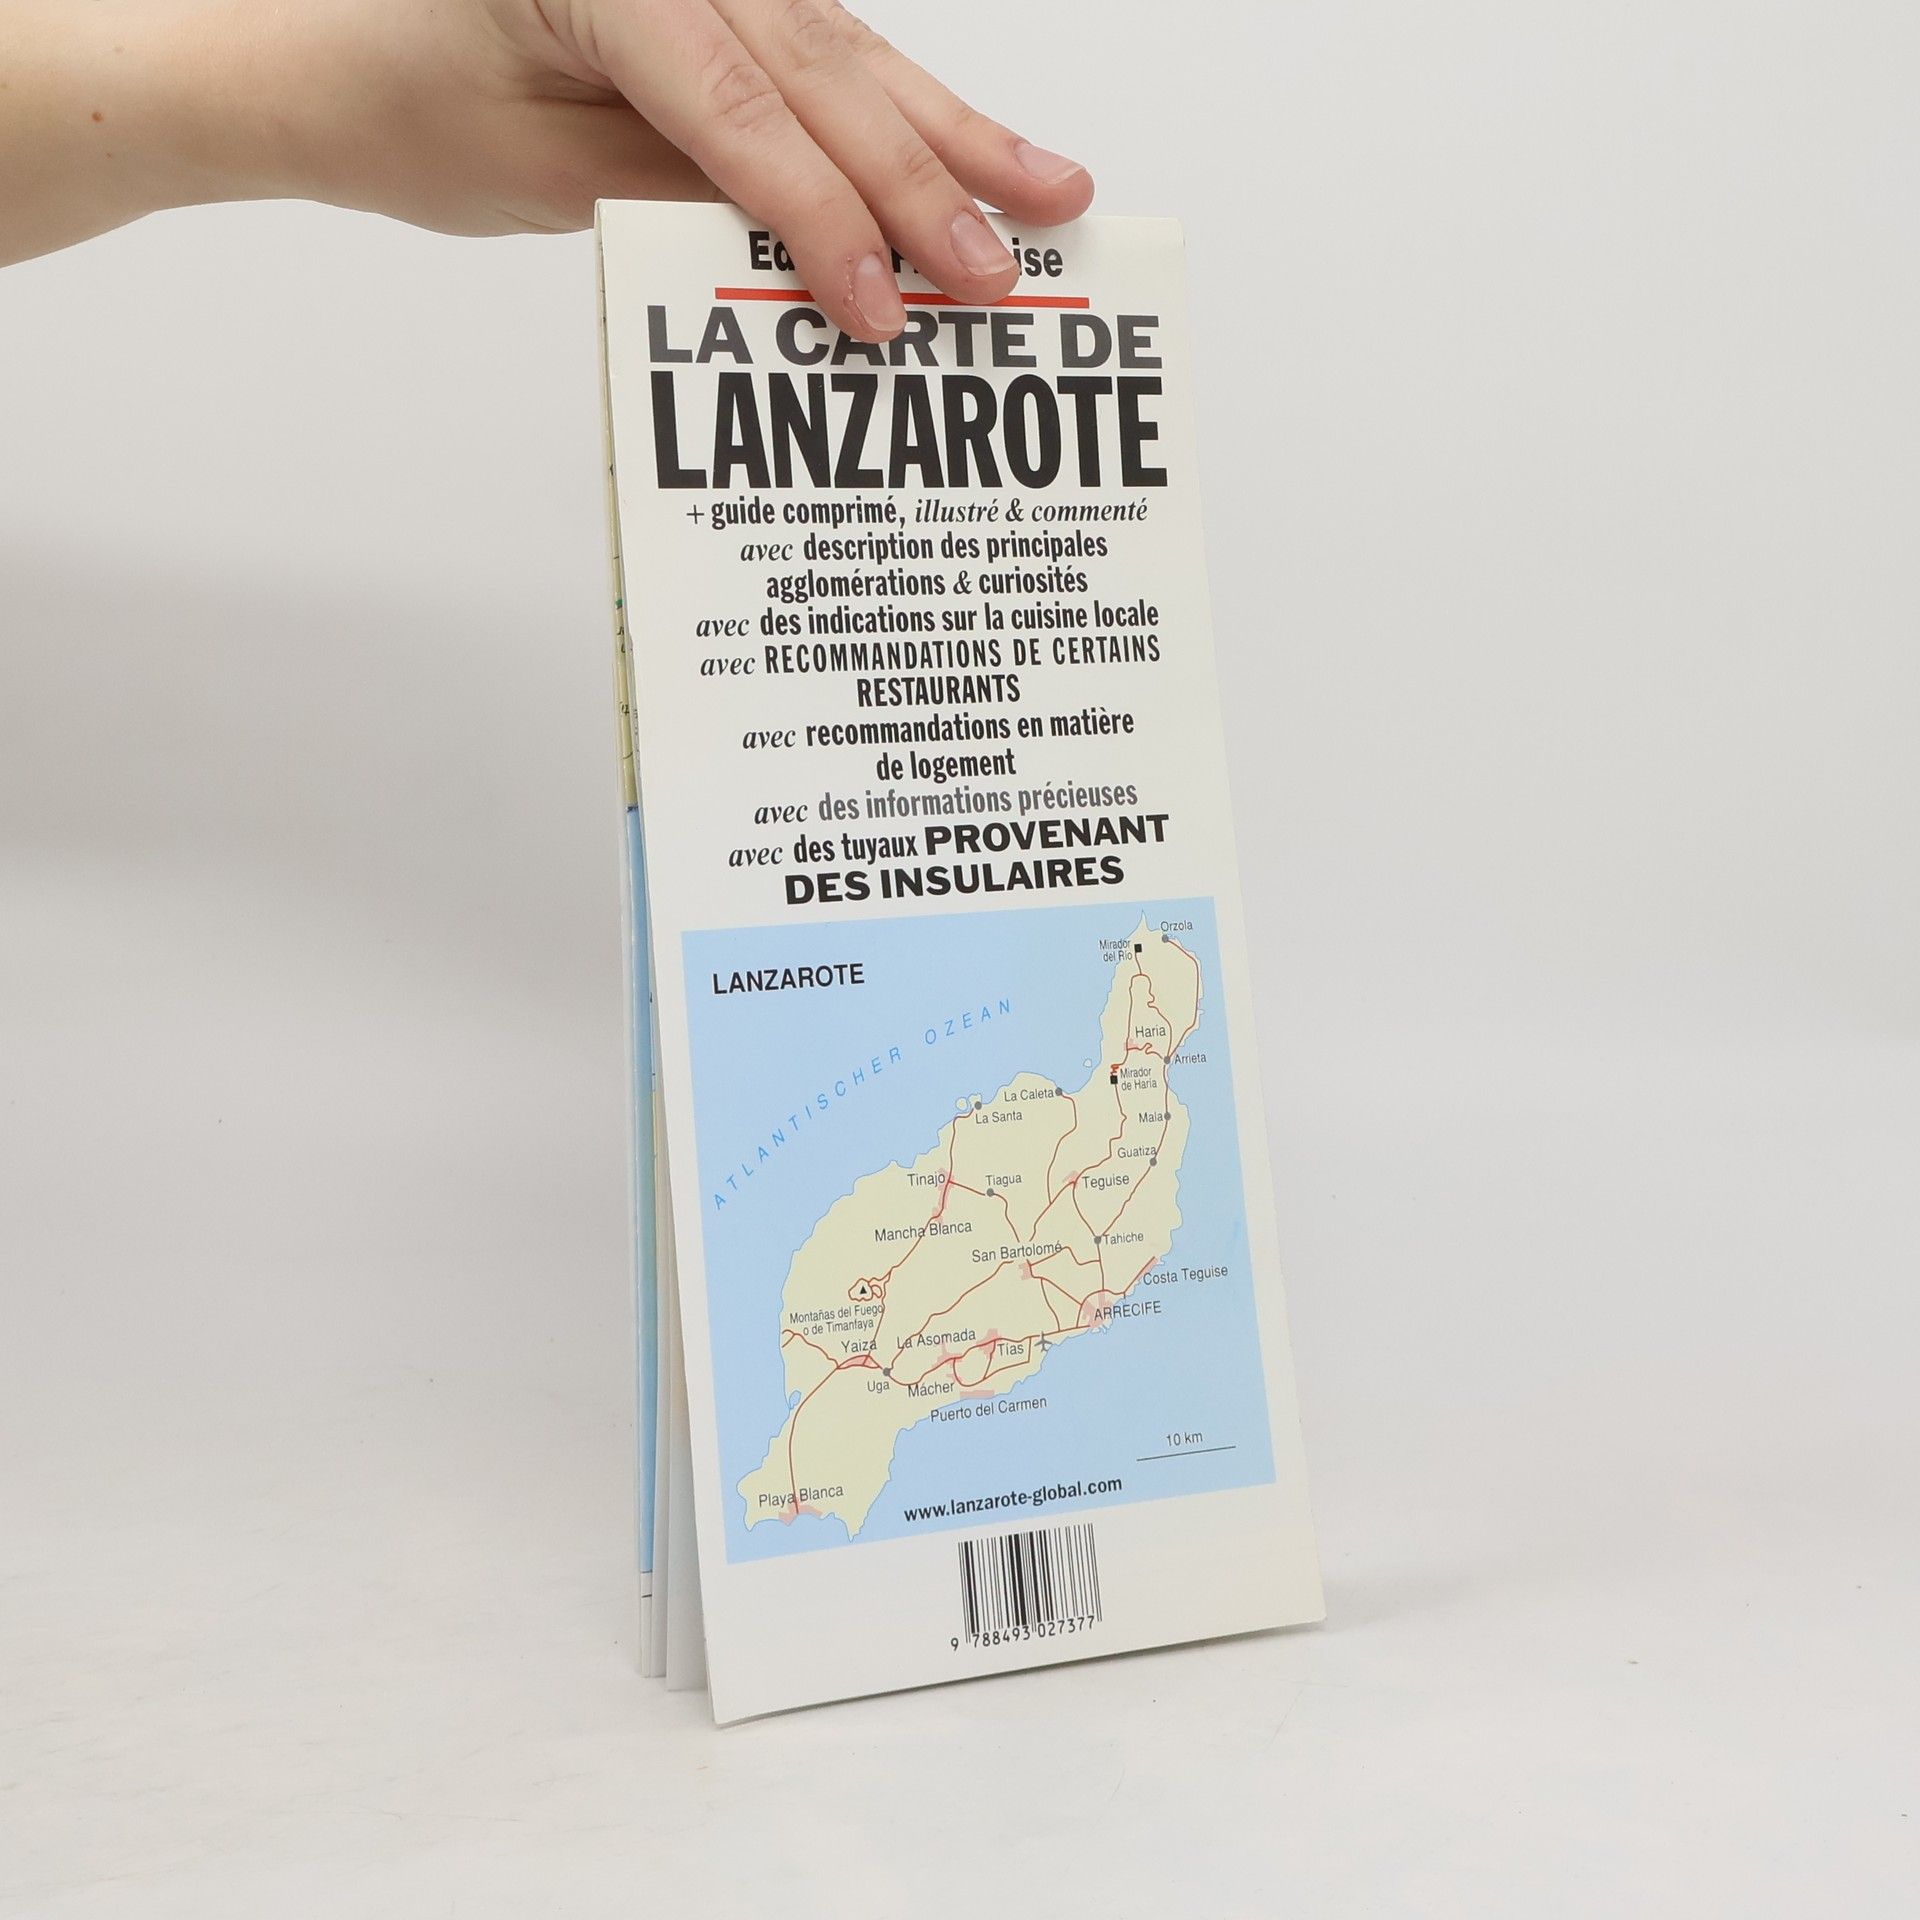 LA CARTE DE
LANZAROTE
+ guide comprimé, illustré & commenté
avec description des principales
agglomérations & curiosités
avec des indications sur la cuisine locale
avec RECOMMANDATIONS DE CERTAINS
RESTAURANTS
avec recommandations en matière
de logement
avec des informations précieuses
avec des tuyaux PROVENANT
DES INSULAIRES
LANZAROTE
ATLANTISCHER OZEAN
Orzola
Mirador
del Rio
Haria
Arrieta
Mirador
de Haria
La Caleta
La Santa
Mala
Guatiza
Tinajo
Tiagua
Teguise
Mancha Blanca
San Bartolomé
Tahiche
Costa Teguise
Montañas del Fuego
o de Timanfaya
ARRECIFE
Yaiza
La Asomada
Tías
Uga
Mácher
Puerto del Carmen
10 km
Playa Blanca
www.lanzarote-global.com
9 788493 027377